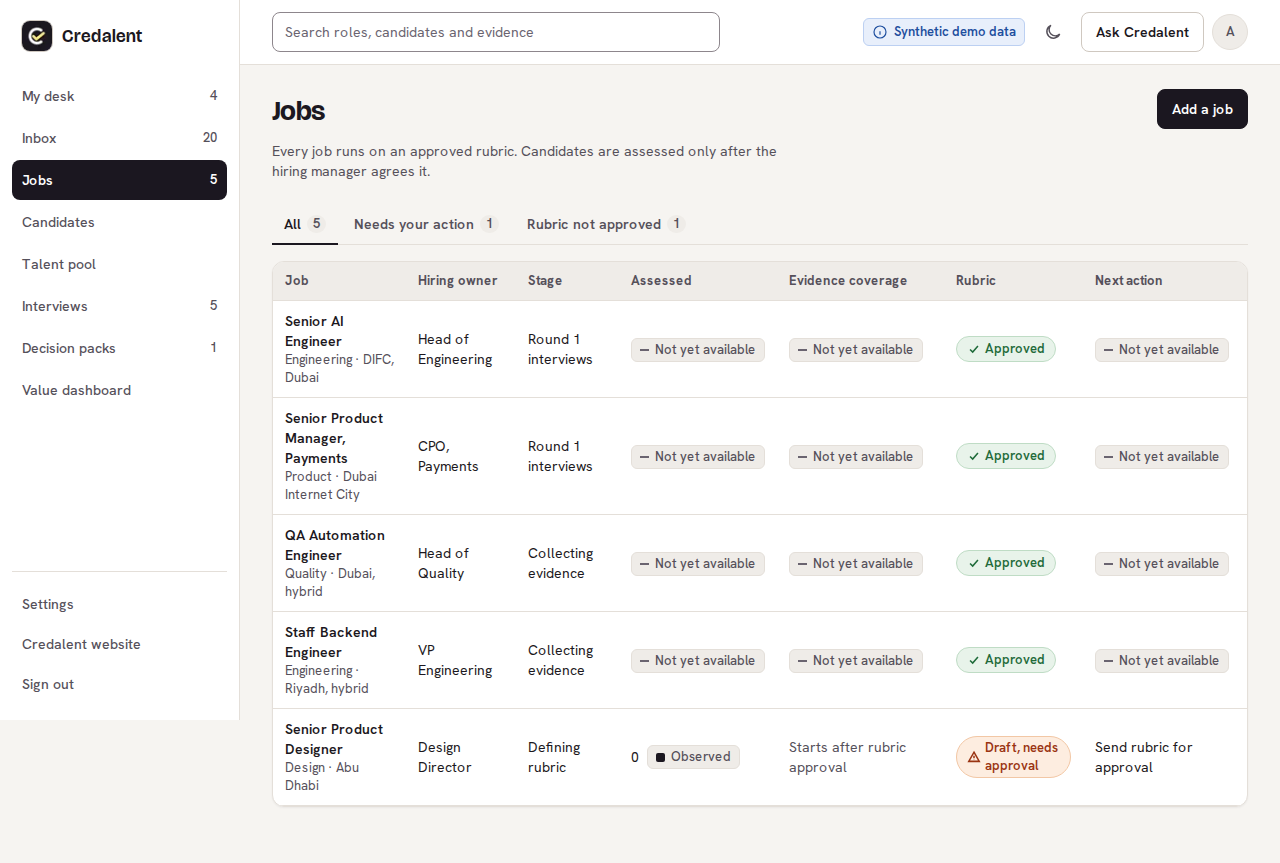 Credalent
Search roles, candidates and evidence
Synthetic demo data
Ask Credalent
A
My desk 4
Inbox 20
Jobs 5
Candidates
Talent pool
Interviews 5
Decision packs 1
Value dashboard
Settings
Credalent website
Sign out
Jobs
Add a job
Every job runs on an approved rubric. Candidates are assessed only after the
hiring manager agrees it.
All 5 Needs your action 1 Rubric not approved 1
Job Hiring owner Stage Assessed Evidence coverage Rubric Next action
Senior AI
Engineer
Engineering · DIFC,
Dubai
Head of
Engineering
Round 1
interviews
Not yet available
Not yet available
Approved
Not yet available
Senior Product
Manager,
Payments
Product · Dubai
Internet City
CPO,
Payments
Round 1
interviews
Not yet available
Not yet available
Approved
Not yet available
QA Automation
Engineer
Quality · Dubai,
hybrid
Head of
Quality
Collecting
evidence
Not yet available
Not yet available
Approved
Not yet available
Staff Backend
Engineer
Engineering ·
Riyadh, hybrid
VP
Engineering
Collecting
evidence
Not yet available
Not yet available
Approved
Not yet available
Senior Product
Designer
Design · Abu
Dhabi
Design
Director
Defining
rubric
0 Observed
Starts after rubric
approval
Draft, needs
approval
Send rubric for
approval